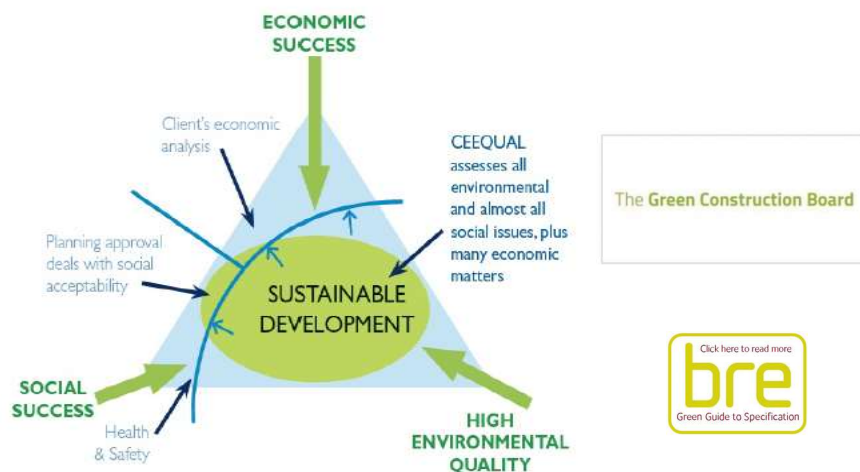 ECONOMIC
SUCCESS
Client's economic
analysis
CEEQUAL
assesses all
environmental
and almost all
social issues, plus
many economic
matters
The Green Construction Board
Planning approval
deals with social
acceptability
SUSTAINABLE
DEVELOPMENT
Click here to read more
bre
Green Guide to Specification
SOCIAL
SUCCESS
Health
& Safety
HIGH
ENVIRONMENTAL
QUALITY